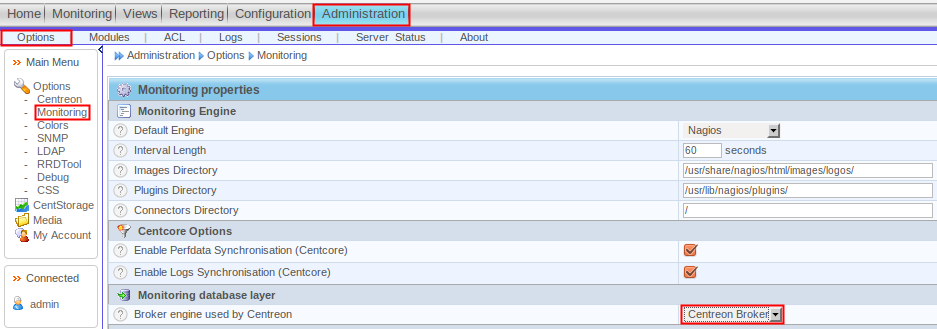 Home Monitoring Views Reporting Configuration Administration
Options Modules | ACL | Logs | Sessions | Server Status | About
Main Menu
Options
- Centreon
- Monitoring
- Colors
- SNMP
- LDAP
- RRDTool
- Debug
- CSS
CentStorage
Media
My Account
Connected
admin
Administration Options Monitoring
Monitoring properties
Monitoring Engine
? Default Engine Nagios
? Interval Length 60 seconds
? Images Directory /usr/share/nagios/html/images/logos/
? Plugins Directory /usr/lib/nagios/plugins/
? Connectors Directory /
Centcore Options
? Enable Perfdata Synchronisation (Centcore)
? Enable Logs Synchronisation (Centcore)
Monitoring database layer
? Broker engine used by Centreon Centreon Broker